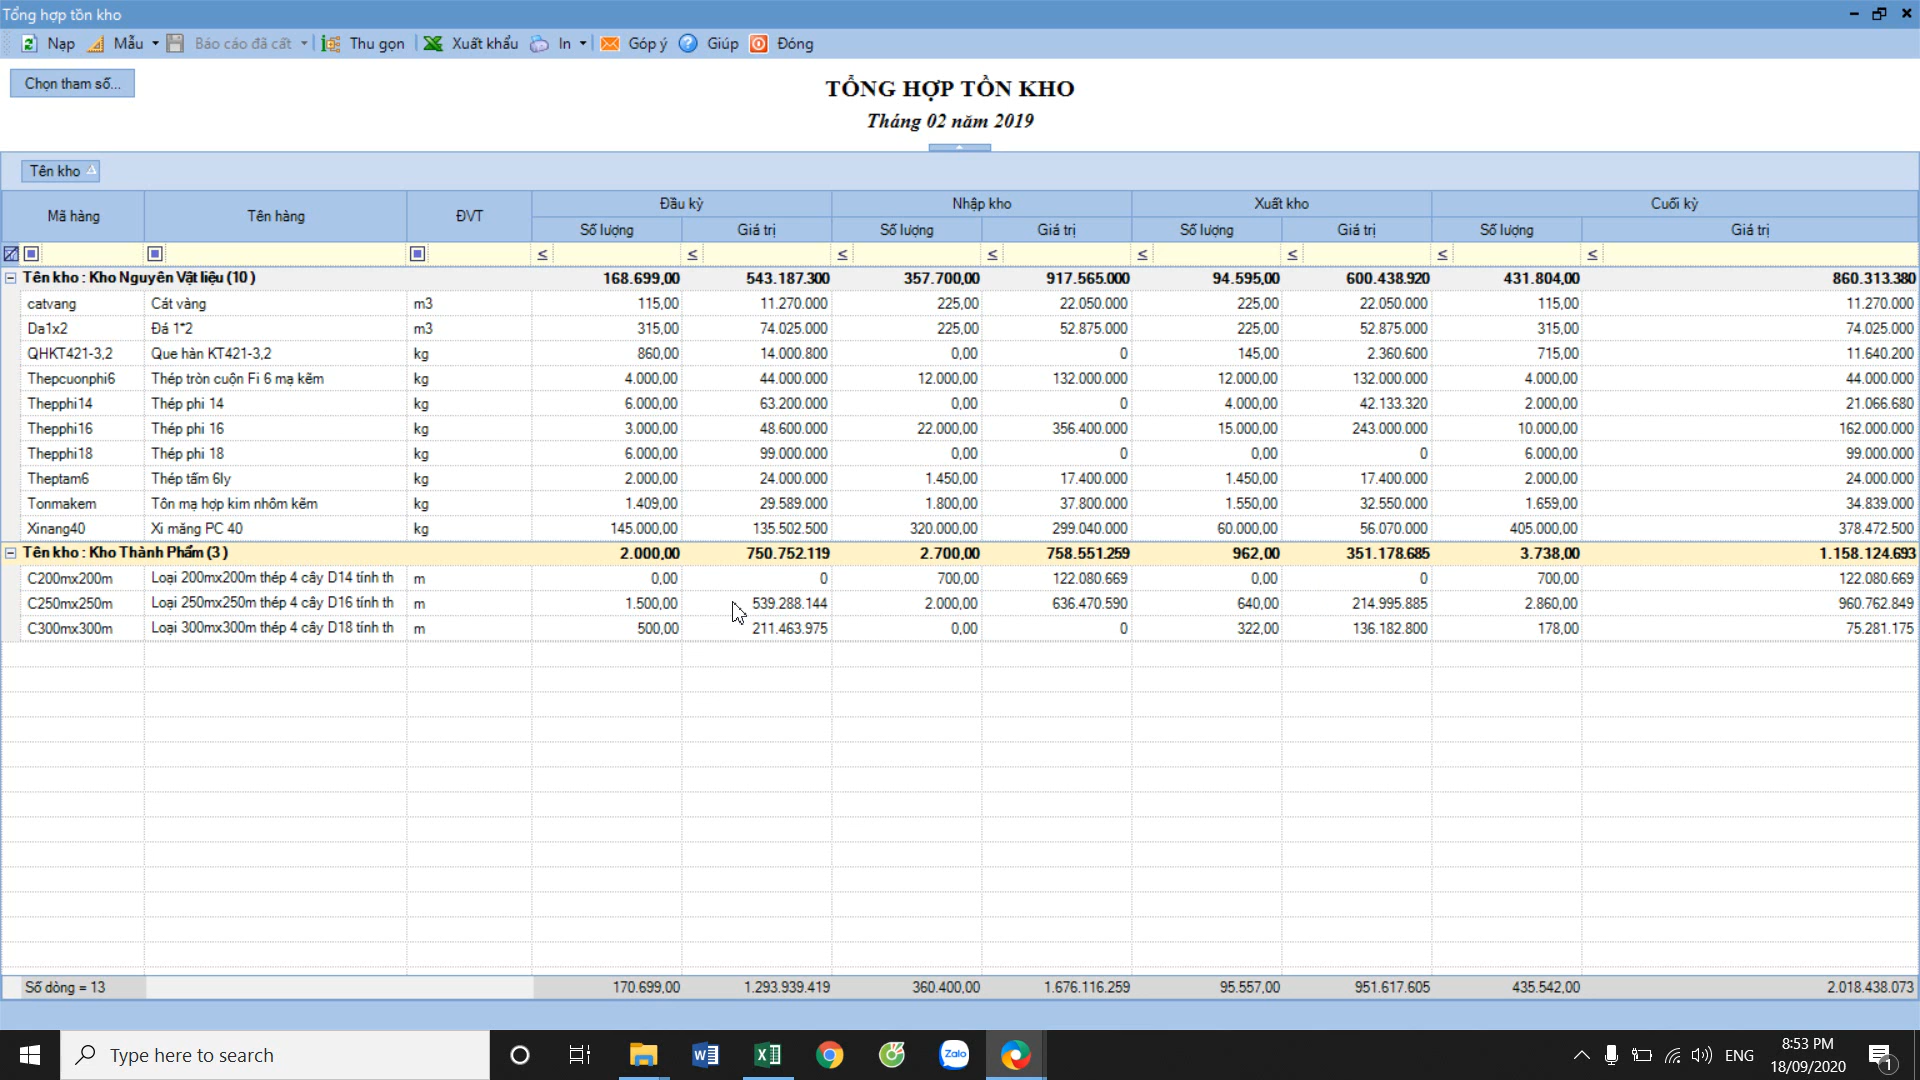 Tổng hợp tồn kho
Nạp Mẫu Báo cáo đã cất Thu gọn Xuất khẩu In Góp ý Giúp Đóng
Chọn tham số...
TỔNG HỢP TỒN KHO
Tháng 02 năm 2019
Tên kho
Mã hàng Tên hàng ĐVT Đầu kỳ Nhập kho Xuất kho Cuối kỳ
Số lượng Giá trị Số lượng Giá trị Số lượng Giá trị Số lượng Giá trị
≤ ≤ ≤ ≤ ≤ ≤ ≤ ≤
Tên kho : Kho Nguyên Vật liệu (10 ) 168.699,00 543.187.300 357.700,00 917.565.000 94.595,00 600.438.920 431.804,00 860.313.380
catvang Cát vàng m3 115,00 11.270.000 225,00 22.050.000 225,00 22.050.000 115,00 11.270.000
Da1x2 Đá 1*2 m3 315,00 74.025.000 225,00 52.875.000 225,00 52.875.000 315,00 74.025.000
QHKT421-3,2 Que hàn KT421-3,2 kg 860,00 14.000.800 0,00 0 145,00 2.360.600 715,00 11.640.200
Thepcuonphi6 Thép tròn cuộn Fi 6 mạ kẽm kg 4.000,00 44.000.000 12.000,00 132.000.000 12.000,00 132.000.000 4.000,00 44.000.000
Thepphi14 Thép phi 14 kg 6.000,00 63.200.000 0,00 0 4.000,00 42.133.320 2.000,00 21.066.680
Thepphi16 Thép phi 16 kg 3.000,00 48.600.000 22.000,00 356.400.000 15.000,00 243.000.000 10.000,00 162.000.000
Thepphi18 Thép phi 18 kg 6.000,00 99.000.000 0,00 0 0,00 0 6.000,00 99.000.000
Theptam6 Thép tấm 6ly kg 2.000,00 24.000.000 1.450,00 17.400.000 1.450,00 17.400.000 2.000,00 24.000.000
Tonmakem Tôn mạ hợp kim nhôm kẽm kg 1.409,00 29.589.000 1.800,00 37.800.000 1.550,00 32.550.000 1.659,00 34.839.000
Xinang40 Xi măng PC 40 kg 145.000,00 135.502.500 320.000,00 299.040.000 60.000,00 56.070.000 405.000,00 378.472.500
Tên kho : Kho Thành Phẩm (3 ) 2.000,00 750.752.119 2.700,00 758.551.259 962,00 351.178.685 3.738,00 1.158.124.693
C200mx200m Loại 200mx200m thép 4 cây D14 tính th m 0,00 0 700,00 122.080.669 0,00 0 700,00 122.080.669
C250mx250m Loại 250mx250m thép 4 cây D16 tính th m 1.500,00 539.288.144 2.000,00 636.470.590 640,00 214.995.885 2.860,00 960.762.849
C300mx300m Loại 300mx300m thép 4 cây D18 tính th m 500,00 211.463.975 0,00 0 322,00 136.182.800 178,00 75.281.175
Số dòng = 13 170.699,00 1.293.939.419 360.400,00 1.676.116.259 95.557,00 951.617.605 435.542,00 2.018.438.073
Type here to search Zalo ENG 8:53 PM
18/09/2020 1